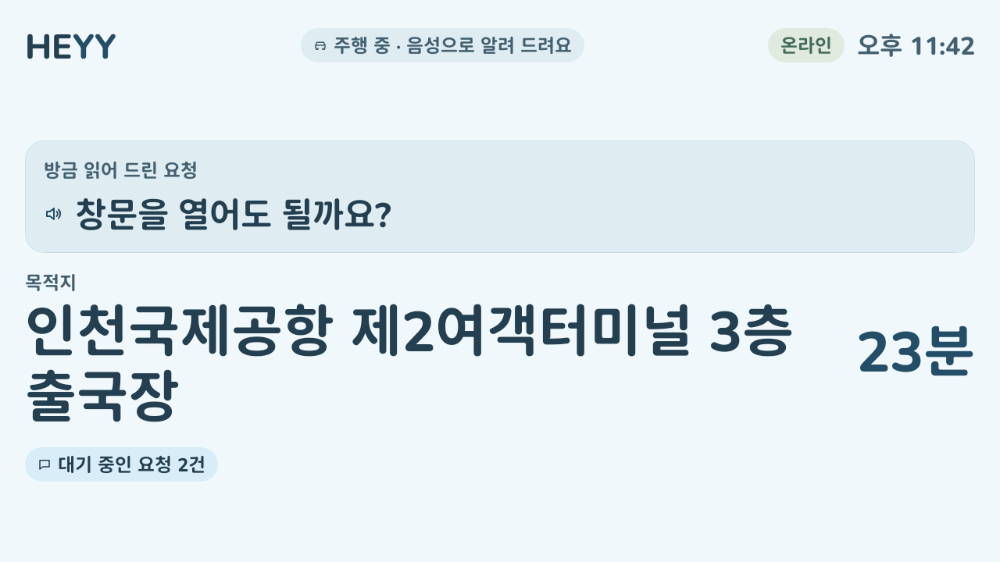 HEYY
주행 중 · 음성으로 알려 드려요
온라인
오후 11:42
방금 읽어 드린 요청
창문을 열어도 될까요?
목적지
인천국제공항 제2여객터미널 3층
출국장
23분
대기 중인 요청 2건